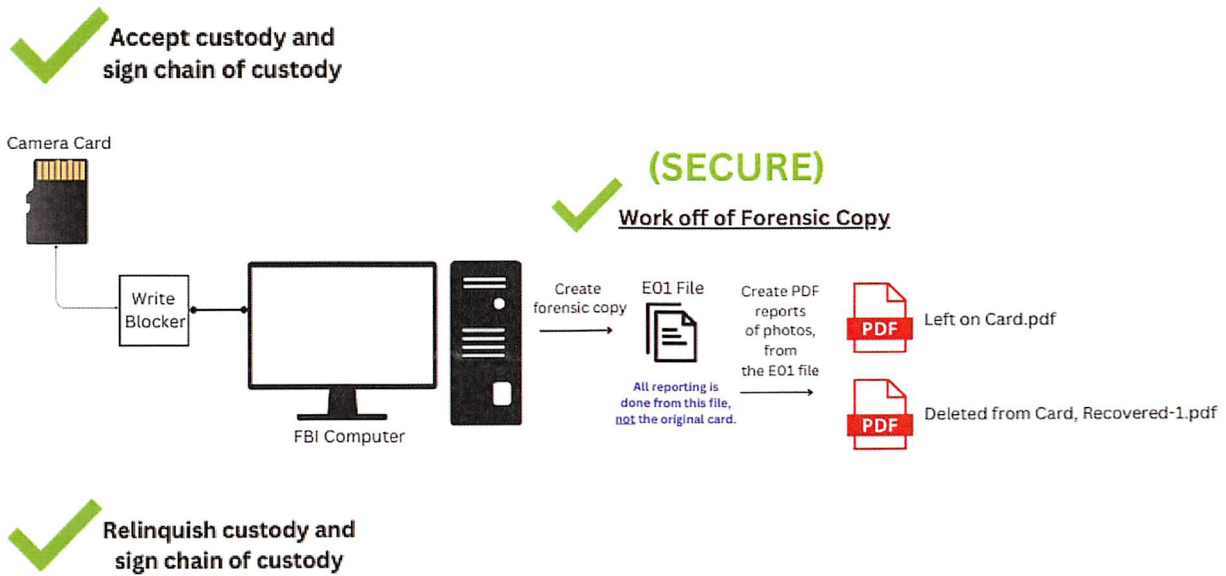 Accept custody and
sign chain of custody
Camera Card
(SECURE)
Work off of Forensic Copy
Write
Blocker
FBI Computer
Create
forensic copy
E01 File
All reporting is
done from this file,
not the original card.
Create PDF
reports
of photos,
from
the E01 file
PDF
Left on Card.pdf
PDF
Deleted from Card, Recovered-1.pdf
Relinquish custody and
sign chain of custody